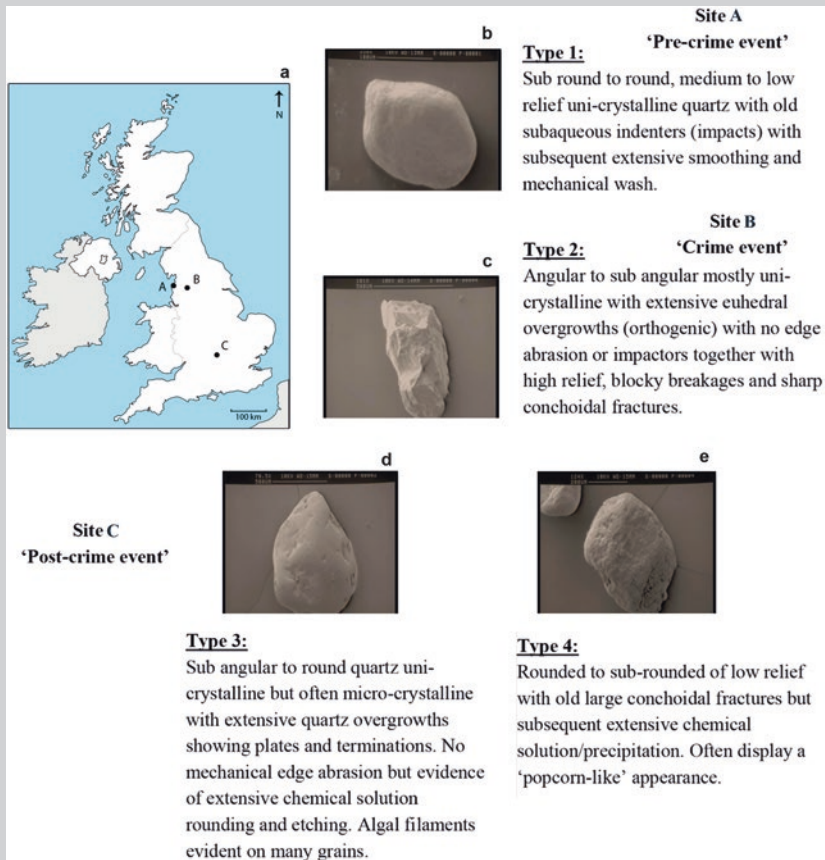 a
N
A
B
C
100 km
b
Site A
‘Pre-crime event’
Type 1:
Sub round to round, medium to low
relief uni-crystalline quartz with old
subaqueous indenters (impacts) with
subsequent extensive smoothing and
mechanical wash.
c
Site B
‘Crime event’
Type 2:
Angular to sub angular mostly uni-
crystalline with extensive euhedral
overgrowths (orthogenic) with no edge
abrasion or impactors together with
high relief, blocky breakages and sharp
conchoidal fractures.
d
e
Site C
‘Post-crime event’
Type 3:
Sub angular to round quartz uni-
crystalline but often micro-crystalline
with extensive quartz overgrowths
showing plates and terminations. No
mechanical edge abrasion but evidence
of extensive chemical solution
rounding and etching. Algal filaments
evident on many grains.
Type 4:
Rounded to sub-rounded of low relief
with old large conchoidal fractures but
subsequent extensive chemical
solution/precipitation. Often display a
‘popcorn-like’ appearance.